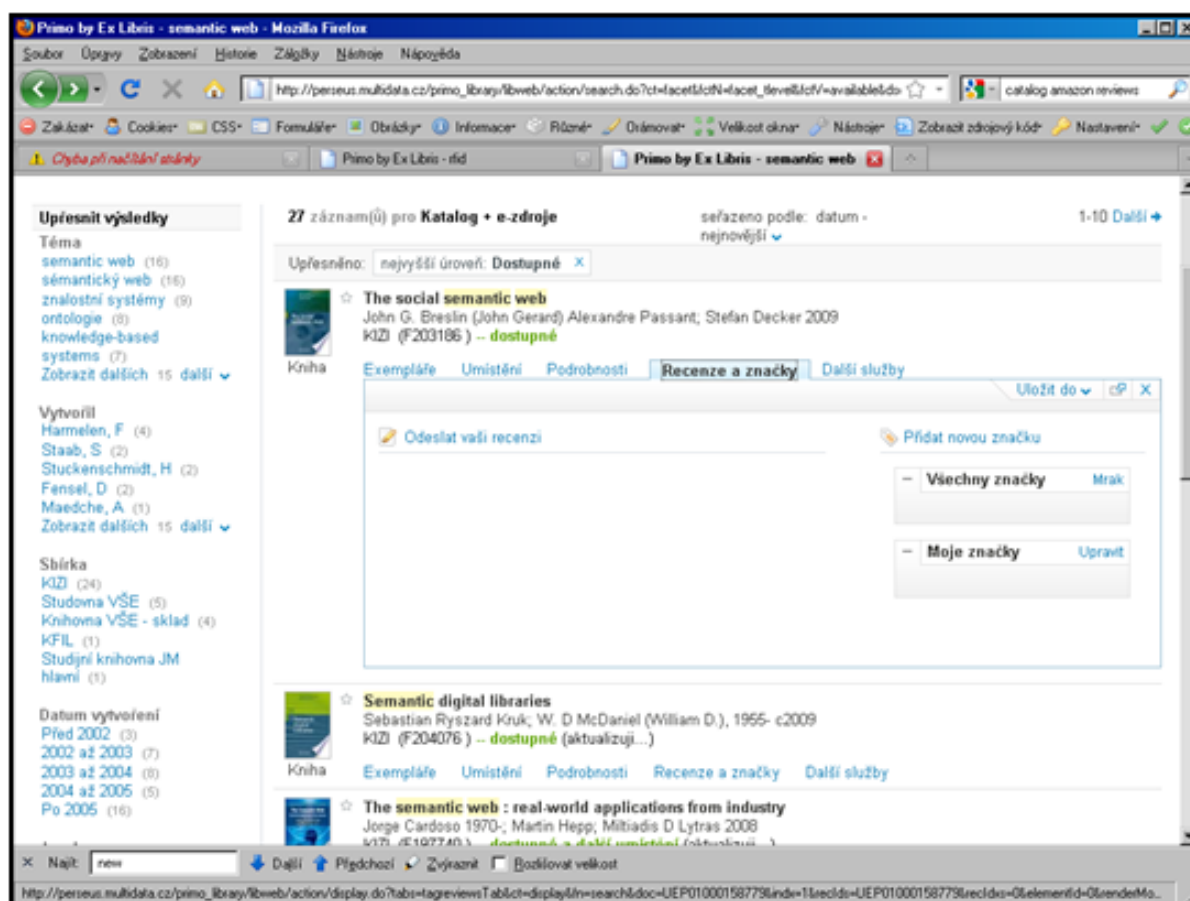 Primo by Ex Libris - semantic web - Mozilla Firefox
Soubor Úpravy Zobrazení Historie Záložky Nástroje Nápověda
http://perseus.multidata.cz/primo_library/libweb/action/search.do?ct=facet&fctN=facet_tlevel&fctV=available&do catalog amazon reviews
Zakázat Cookies CSS Formuláře Obrázky Informace Různé Orámovat Velikost okna Nástroje Zobrazit zdrojový kód Nastavení
Chyba při načítání stránky Primo by Ex Libris - rfid Primo by Ex Libris - semantic web
Upřesnit výsledky
Téma
semantic web (16)
sémantický web (16)
znalostní systémy (9)
ontologie (8)
knowledge-based
systems (7)
Zobrazit dalších 15 další
Vytvořil
Harmelen, F (4)
Staab, S (2)
Stuckenschmidt, H (2)
Fensel, D (2)
Maedche, A (1)
Zobrazit dalších 15 další
Sbírka
KIZI (24)
Studovna VŠE (5)
Knihovna VŠE - sklad (4)
KFIL (1)
Studijní knihovna JM
hlavní (1)
Datum vytvoření
Před 2002 (3)
2002 až 2003 (7)
2003 až 2004 (8)
2004 až 2005 (5)
Po 2005 (16)
27 záznam(ů) pro Katalog + e-zdroje
seřazeno podle: datum -
nejnovější
1-10 Další
Upřesněno: nejvyšší úroveň: Dostupné ×
The social semantic web
John G. Breslin (John Gerard) Alexandre Passant; Stefan Decker 2009
KIZI (F203186 ) -- dostupné
Kniha
Exempláře Umístění Podrobnosti Recenze a značky Další služby
Uložit do X
Odeslat vaši recenzi
Přidat novou značku
− Všechny značky Mrak
− Moje značky Upravit
Semantic digital libraries
Sebastian Ryszard Kruk; W. D McDaniel (William D.), 1955- c2009
KIZI (F204076 ) -- dostupné (aktualizuji...)
Kniha
Exempláře Umístění Podrobnosti Recenze a značky Další služby
The semantic web : real-world applications from industry
Jorge Cardoso 1970-; Martin Hepp; Miltiadis D Lytras 2008
KIZI (F197740 ) -- dostupné a další umístění (aktualizuji...)
× Najít: new Další Předchozí Zvýraznit Rozlišovat velikost
http://perseus.multidata.cz/primo_library/libweb/action/display.do?tabs=tagreviewsTab&ct=display&fn=search&doc=UEP01000158779&indx=1&recIds=UEP01000158779&recIdxs=0&elementId=0&renderMo...